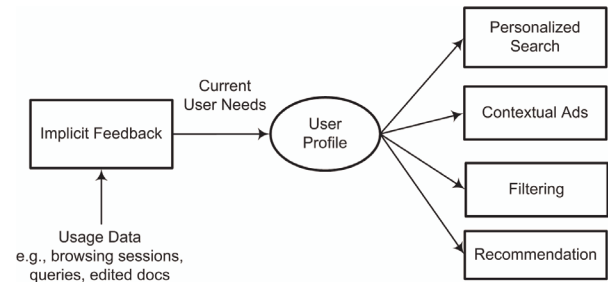 Implicit Feedback
Usage Data
e.g., browsing sessions,
queries, edited docs
Current
User Needs
User
Profile
Personalized
Search
Contextual Ads
Filtering
Recommendation